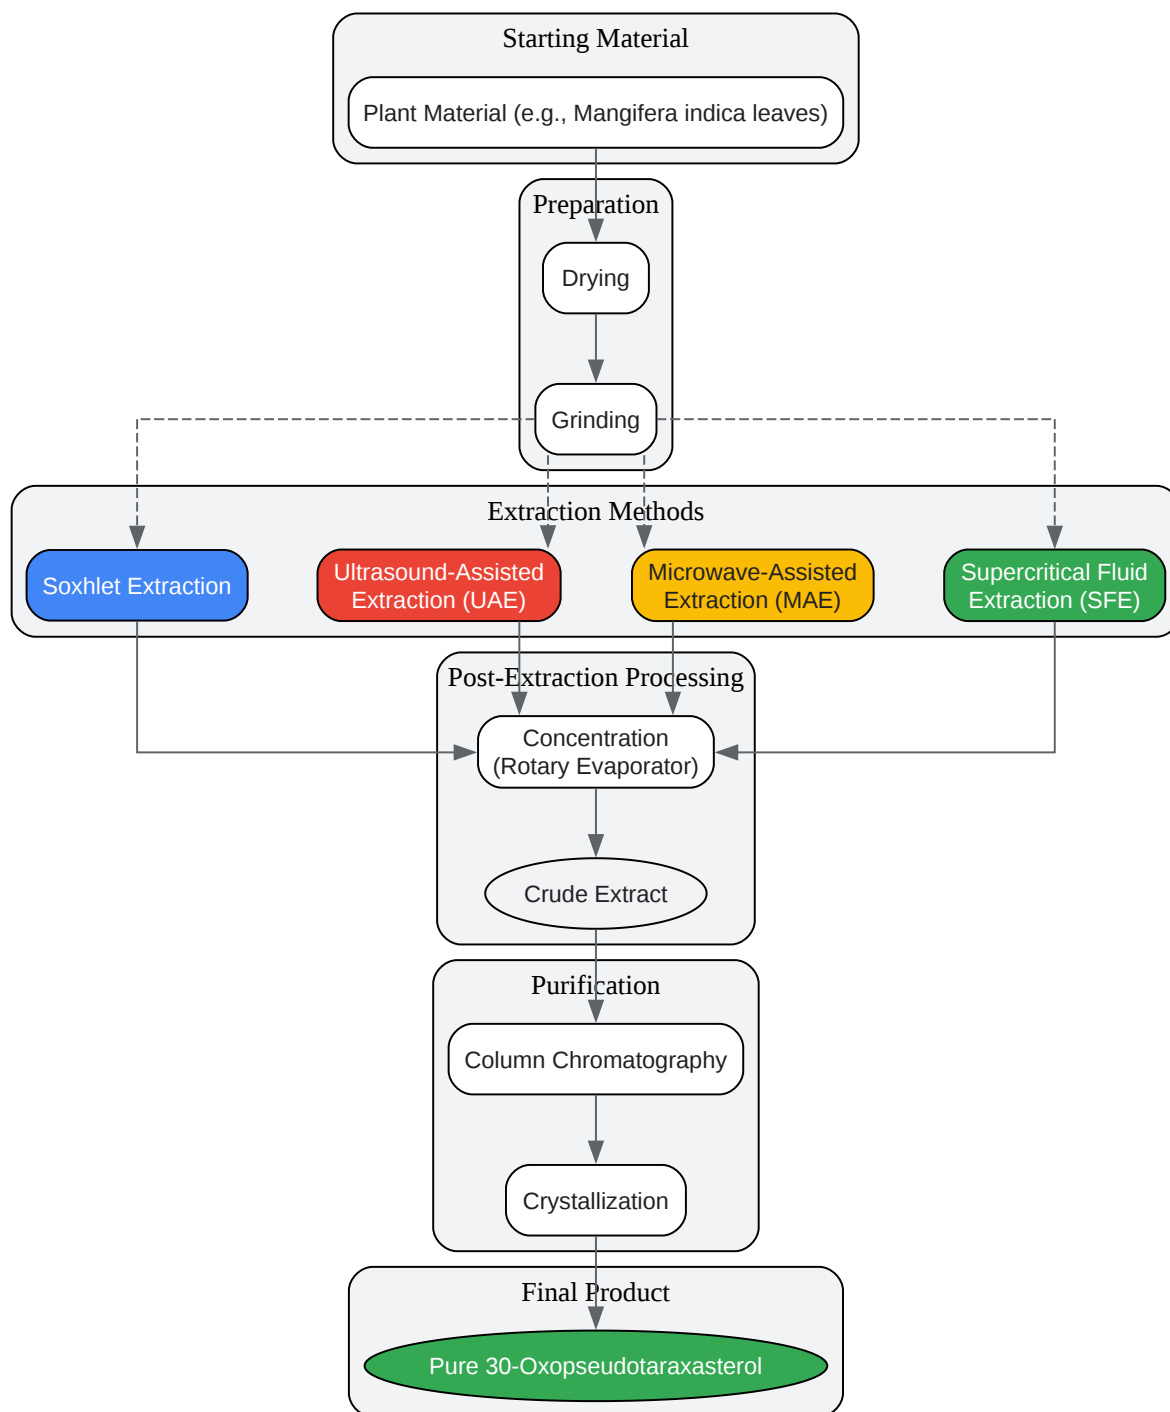 Starting Material
Plant Material (e.g., Mangifera indica leaves)
Preparation
Drying
Grinding
Extraction Methods
Soxhlet Extraction
Ultrasound-Assisted
Extraction (UAE)
Microwave-Assisted
Extraction (MAE)
Supercritical Fluid
Extraction (SFE)
Post-Extraction Processing
Concentration
(Rotary Evaporator)
Crude Extract
Purification
Column Chromatography
Crystallization
Final Product
Pure 30-Oxopseudotaraxasterol